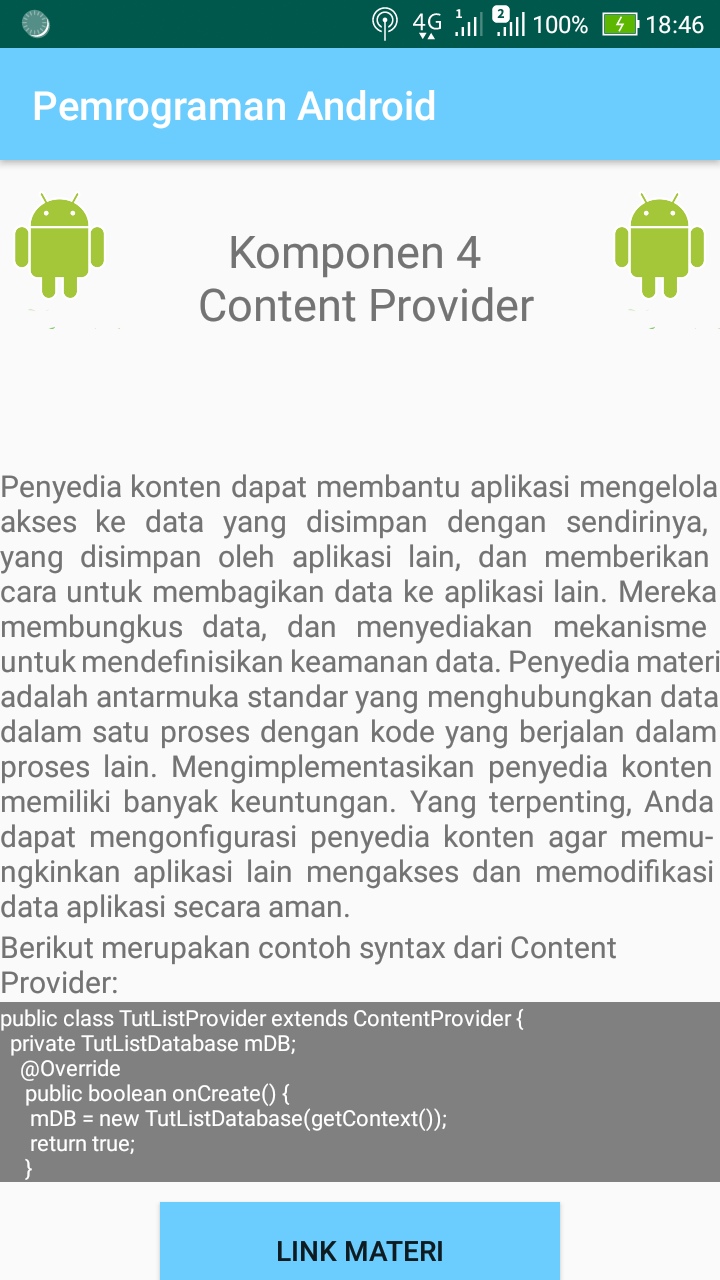 4G 1 2 100% 18:46
Pemrograman Android
Komponen 4
Content Provider
Penyedia konten dapat membantu aplikasi mengelola
akses ke data yang disimpan dengan sendirinya,
yang disimpan oleh aplikasi lain, dan memberikan
cara untuk membagikan data ke aplikasi lain. Mereka
membungkus data, dan menyediakan mekanisme
untuk mendefinisikan keamanan data. Penyedia materi
adalah antarmuka standar yang menghubungkan data
dalam satu proses dengan kode yang berjalan dalam
proses lain. Mengimplementasikan penyedia konten
memiliki banyak keuntungan. Yang terpenting, Anda
dapat mengonfigurasi penyedia konten agar memu-
ngkinkan aplikasi lain mengakses dan memodifikasi
data aplikasi secara aman.
Berikut merupakan contoh syntax dari Content
Provider:
public class TutListProvider extends ContentProvider {
private TutListDatabase mDB;
@Override
public boolean onCreate() {
mDB = new TutListDatabase(getContext());
return true;
}
LINK MATERI